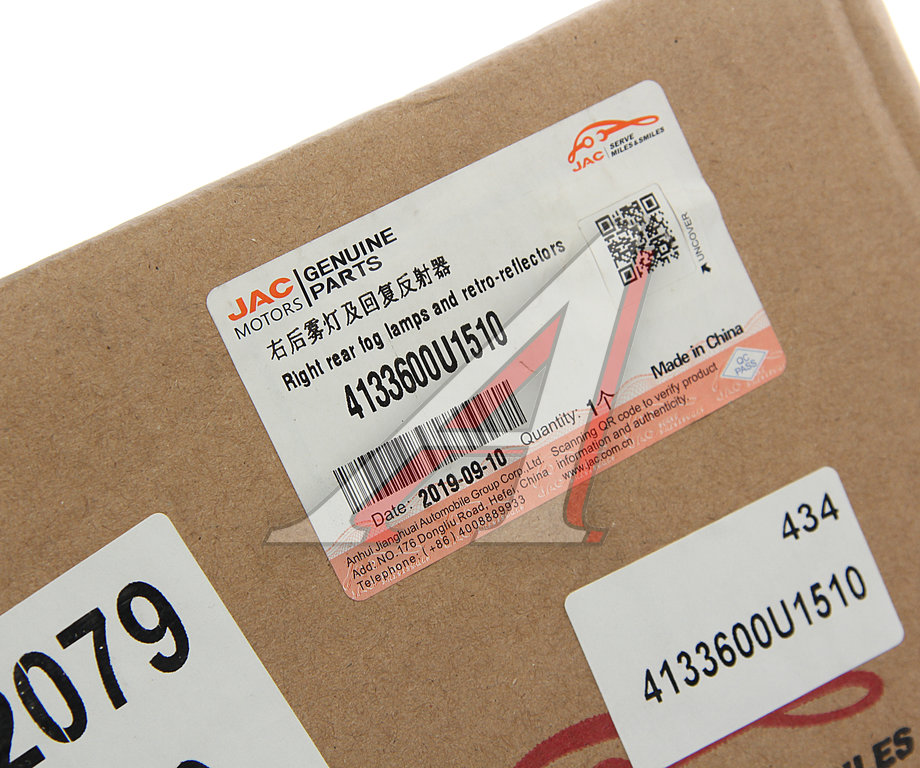 JAC SERVE
MILES & SMILES
JAC GENUINE
MOTORS PARTS
右后雾灯及回复反射器
Right rear fog lamps and retro-reflectors
4133600U1510
UNCOVER
Made in China
QC
PASS
Date: 2019-09-10 Quantity: 1个
Anhui Jianghuai Automobile Group Corp.,Ltd.
Add: NO.176 Dongliu Road, Hefei, China
Telephone: (+86) 4008889933
Scanning QR code to verify product
information and authenticity.
www.jac.com.cn
434
4133600U1510
2079